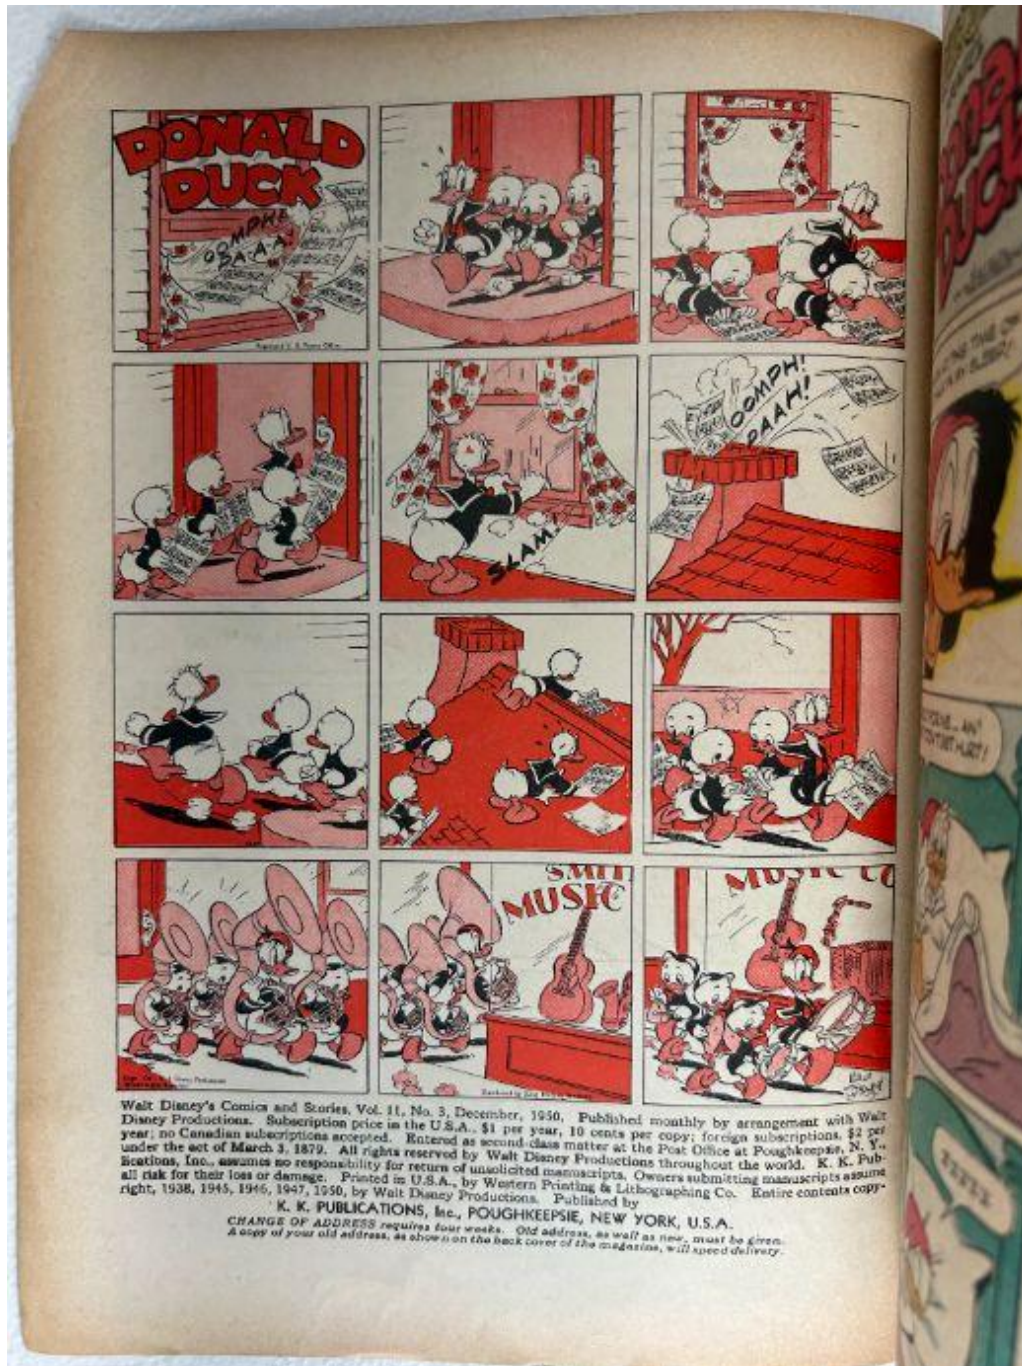 DONALD
DUCK
OOMPH!
PAAH!
SLAM!
OOMPH!
PAAH!
SMIT
MUSIC
MUSIC CO
Walt Disney
Walt Disney's Comics and Stories, Vol. 11, No. 3, December, 1950. Published monthly by arrangement with Walt
Disney Productions. Subscription price in the U.S.A., $1 per year, 10 cents per copy; foreign subscriptions, $2 per
year; no Canadian subscriptions accepted. Entered as second-class matter at the Post Office at Poughkeepsie, N. Y.,
under the act of March 3, 1879. All rights reserved by Walt Disney Productions throughout the world. K. K. Pub-
lications, Inc., assumes no responsibility for return of unsolicited manuscripts. Owners submitting manuscripts assume
all risk for their loss or damage. Printed in U.S.A., by Western Printing & Lithographing Co. Entire contents copy-
right, 1938, 1945, 1946, 1947, 1950, by Walt Disney Productions. Published by
K. K. PUBLICATIONS, Inc., POUGHKEEPSIE, NEW YORK, U.S.A.
CHANGE OF ADDRESS requires four weeks. Old address, as well as new, must be given.
A copy of your old address, as shown on the back cover of the magazine, will speed delivery.